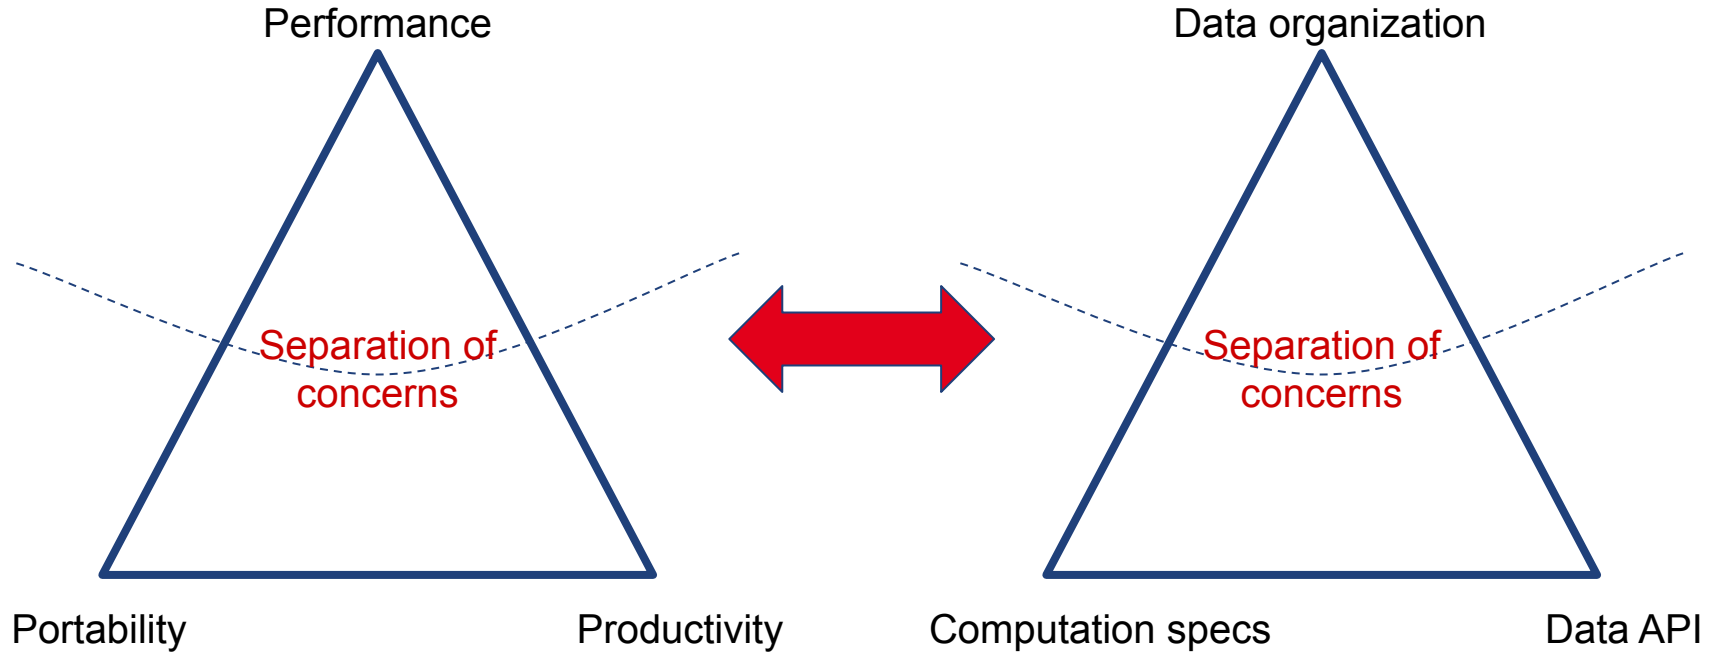 Performance
Separation of
concerns
Portability
Productivity
Data organization
Separation of
concerns
Computation specs
Data API